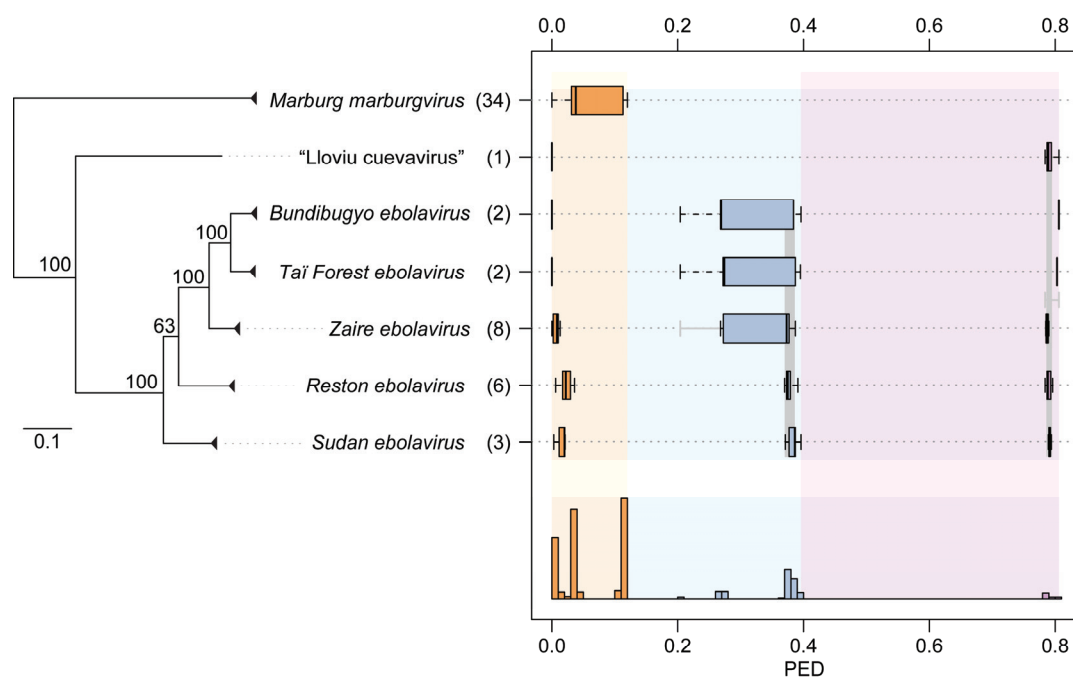 0.0 0.2 0.4 0.6 0.8
Marburg marburgvirus (34)
“Lloviu cuevavirus” (1)
Bundibugyo ebolavirus (2)
100
Taï Forest ebolavirus (2)
100
100
Zaire ebolavirus (8)
63
Reston ebolavirus (6)
100
0.1
Sudan ebolavirus (3)
0.0 0.2 0.4 0.6 0.8
PED